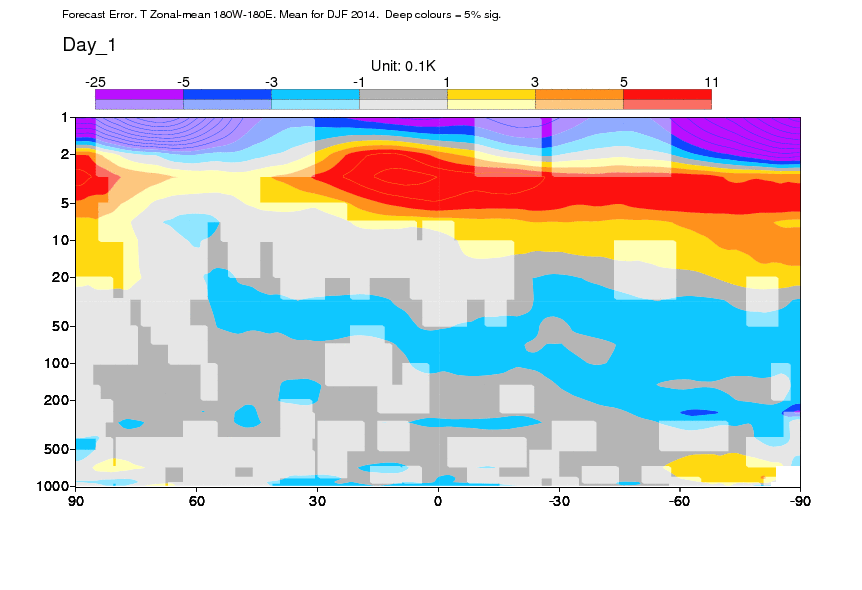 Forecast Error. T Zonal-mean 180W-180E. Mean for DJF 2014.  Deep colours = 5% sig.
Day_1
Unit: 0.1K
-25 -5 -3 -1 1 3 5 11
1
2
5
10
20
50
100
200
500
1000
90 60 30 0 -30 -60 -90